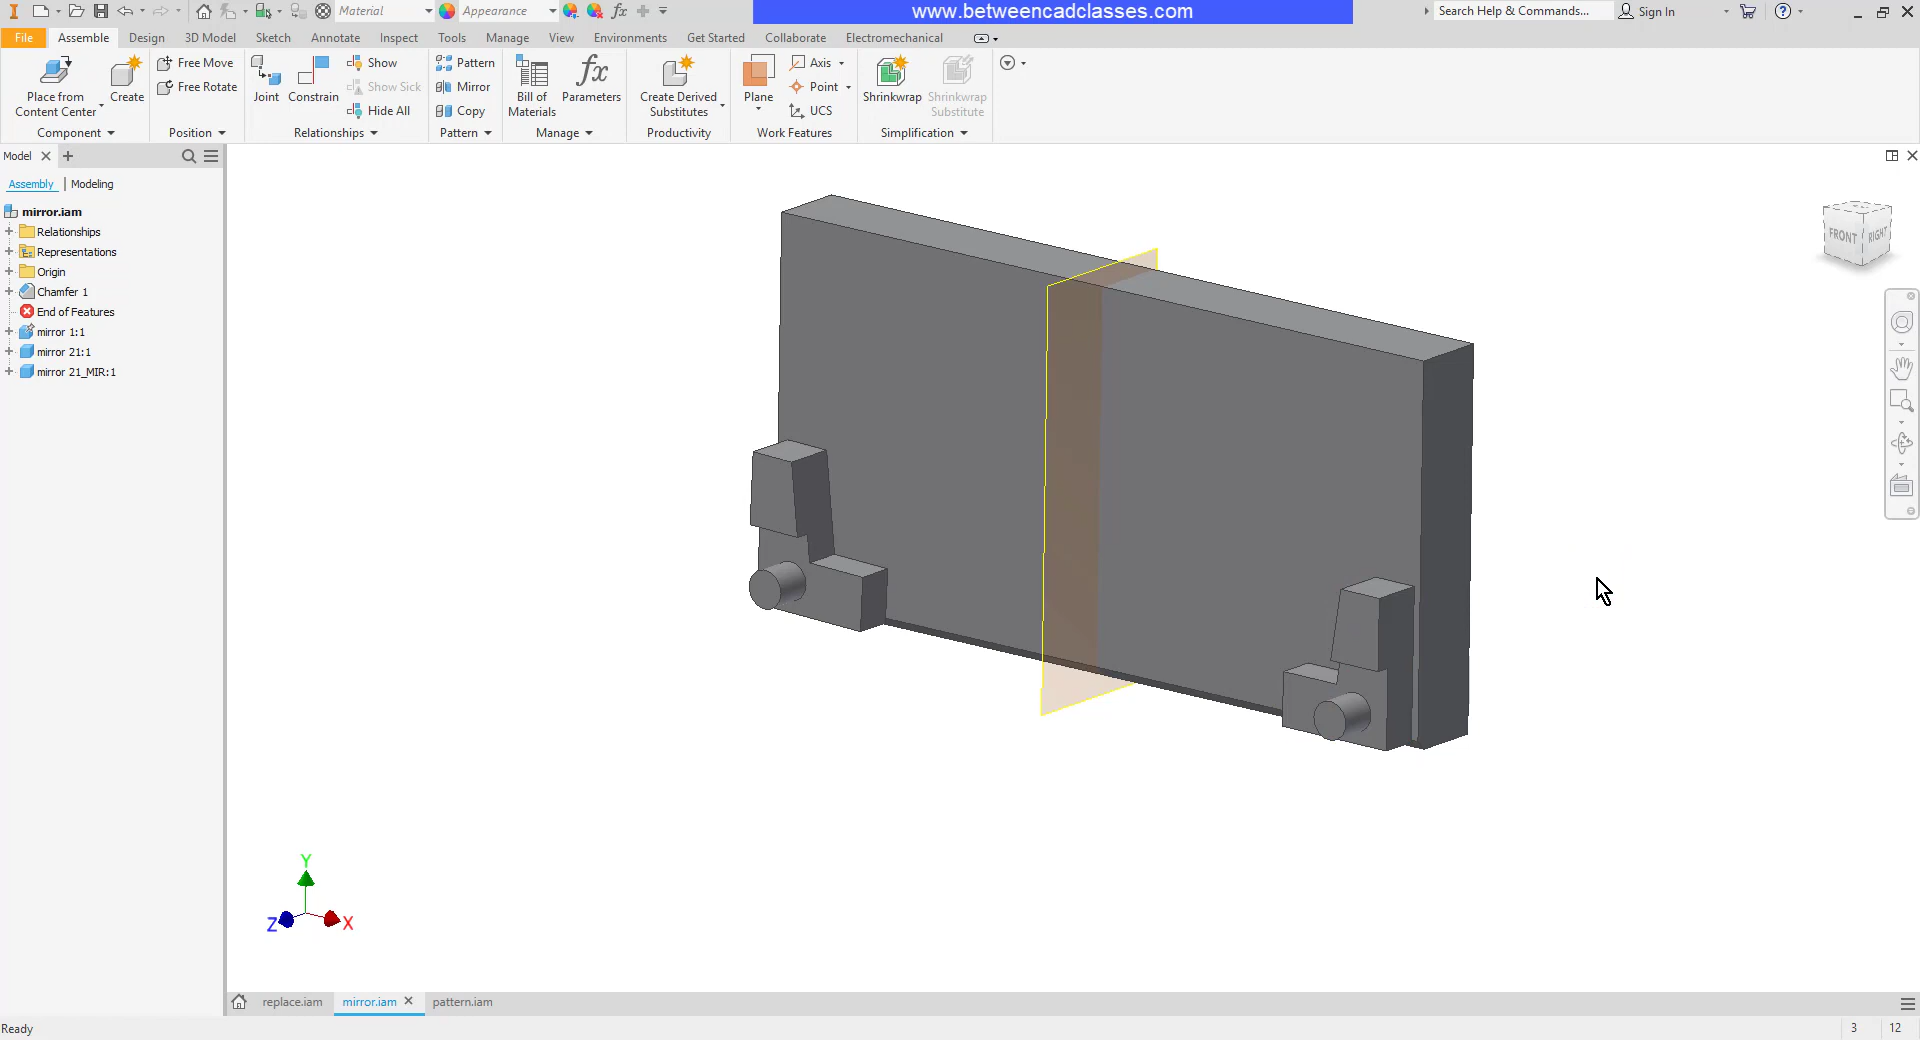 Material
Appearance
fx
www.betweencadclasses.com
Search Help & Commands...
Sign In
File
Assemble
Design
3D Model
Sketch
Annotate
Inspect
Tools
Manage
View
Environments
Get Started
Collaborate
Electromechanical
Place from
Content Center
Create
Free Move
Free Rotate
Joint
Constrain
Show
Show Sick
Hide All
Pattern
Mirror
Copy
Bill of
Materials
fx
Parameters
Create Derived
Substitutes
Plane
Axis
Point
UCS
Shrinkwrap
Shrinkwrap
Substitute
Component
Position
Relationships
Pattern
Manage
Productivity
Work Features
Simplification
Model
Assembly
Modeling
mirror.iam
Relationships
Representations
Origin
Chamfer 1
End of Features
mirror 1:1
mirror 21:1
mirror 21_MIR:1
FRONT
RIGHT
Y
Z
X
replace.iam
mirror.iam
pattern.iam
Ready
3
12